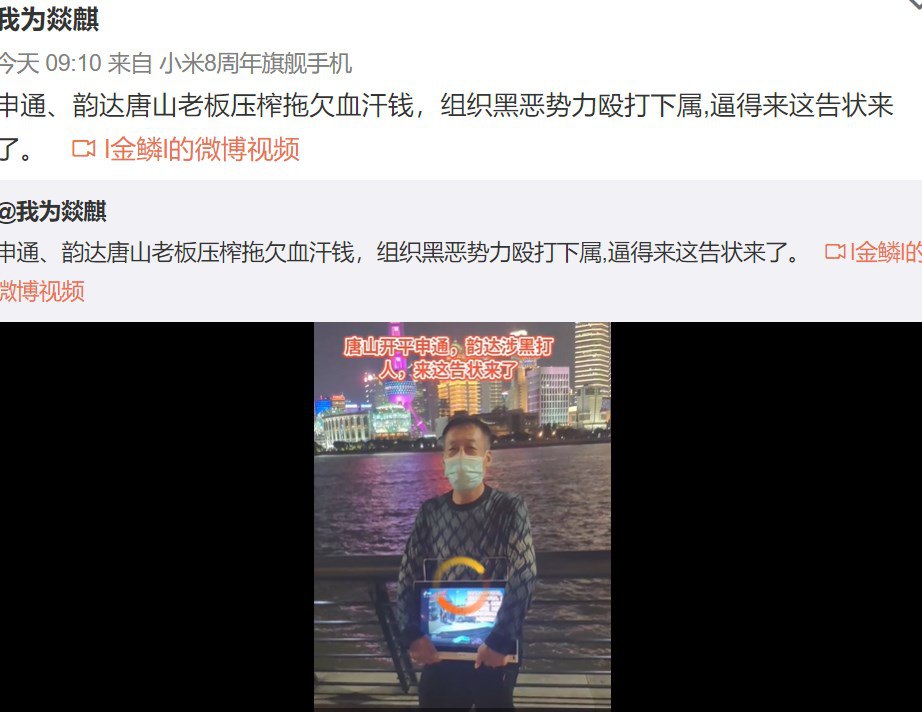 我为燚麒
今天 09:10 来自 小米8周年旗舰手机
申通、韵达唐山老板压榨拖欠血汗钱，组织黑恶势力殴打下属,逼得来这告状来
了。 l金鳞l的微博视频
@我为燚麒
申通、韵达唐山老板压榨拖欠血汗钱，组织黑恶势力殴打下属,逼得来这告状来了。 l金鳞l的
微博视频
唐山开平申通，韵达涉黑打
人，来这告状来了